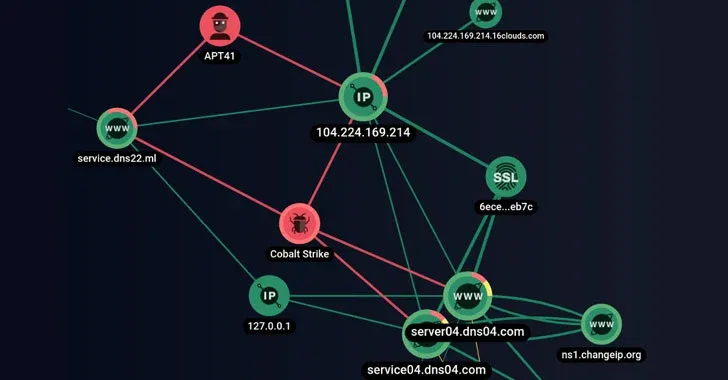 WWW
104.224.169.214.16clouds.com
APT41
IP
104.224.169.214
WWW
service.dns22.ml
SSL
6ece...eb7c
Cobalt Strike
IP
127.0.0.1
WWW
server04.dns04.com
WWW
ns1.changeip.org
service04.dns04.com